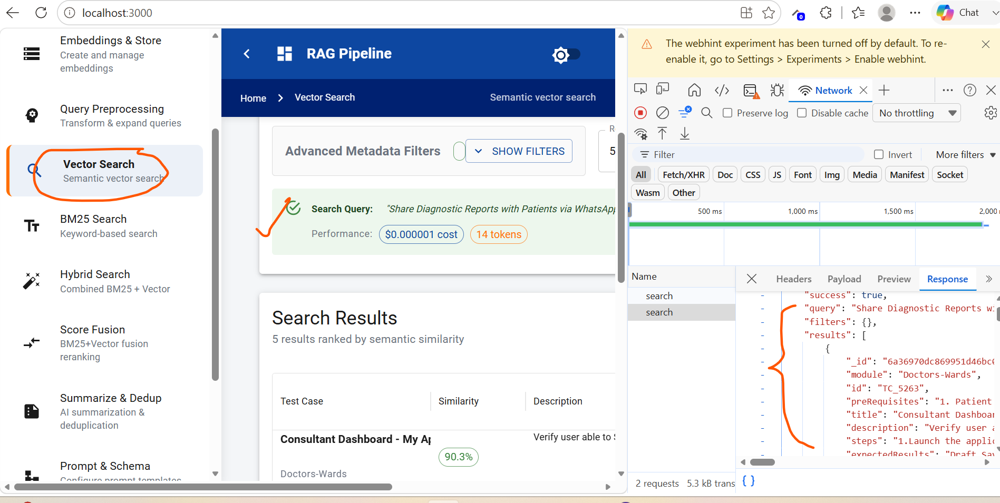 localhost:3000
0
Chat
Embeddings & Store
Create and manage
embeddings
Query Preprocessing
Transform & expand queries
Vector Search
Semantic vector search
BM25 Search
Keyword-based search
Hybrid Search
Combined BM25 + Vector
Score Fusion
BM25+Vector fusion
reranking
Summarize & Dedup
AI summarization &
deduplication
Prompt & Schema
Configure prompt templates
RAG Pipeline
Home
Vector Search
Semantic vector search
Advanced Metadata Filters
SHOW FILTERS
5
Search Query:
"Share Diagnostic Reports with Patients via WhatsApp
Performance:
$0.000001 cost
14 tokens
Search Results
5 results ranked by semantic similarity
Test Case
Similarity
Description
Consultant Dashboard - My Ap
Verify user able to S
90.3%
Doctors-Wards
The webhint experiment has been turned off by default. To re-
enable it, go to Settings > Experiments > Enable webhint.
Network
Preserve log
Disable cache
No throttling
Filter
Invert
More filters
All
Fetch/XHR
Doc
CSS
JS
Font
Img
Media
Manifest
Socket
Wasm
Other
500 ms
1,000 ms
1,500 ms
2,000
Name
Headers
Payload
Preview
Response
search
search
"success": true,
"query": "Share Diagnostic Reports wi
"filters": {},
"results": [
{
"_id": "6a36970dc869951d46bc
"module": "Doctors-Wards",
"id": "TC_5263",
"preRequisites": "1. Patient
"title": "Consultant Dashboar
"description": "Verify user a
"steps": "1.Launch the applic
"expectedResults": "Draft Sav
2 requests
5.3 kB trans
{ }